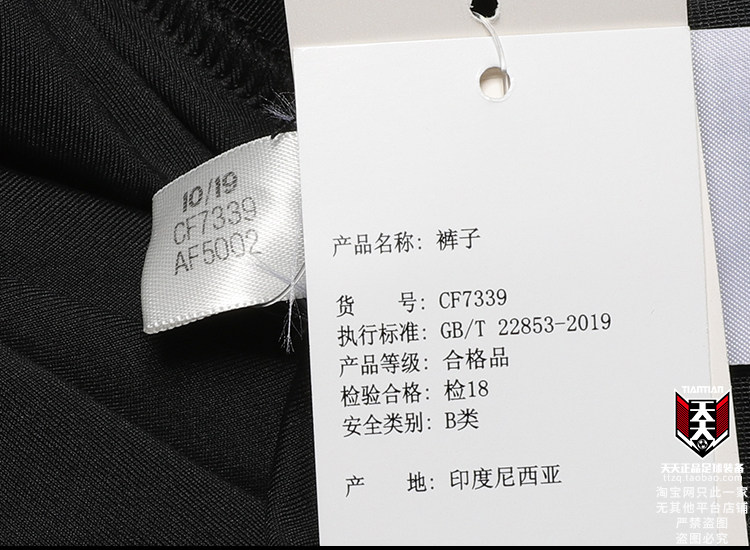 10/19
CF7339
AF5002
产品名称: 裤子
货 号: CF7339
执行标准: GB/T 22853-2019
产品等级: 合格品
检验合格: 检18
安全类别: B类
产 地: 印度尼西亚
TIANTIAN
天天
天天正品足球装备
ttzq.taobao.com
淘宝网只此一家
无其他平台店铺
严禁盗图
盗图必究